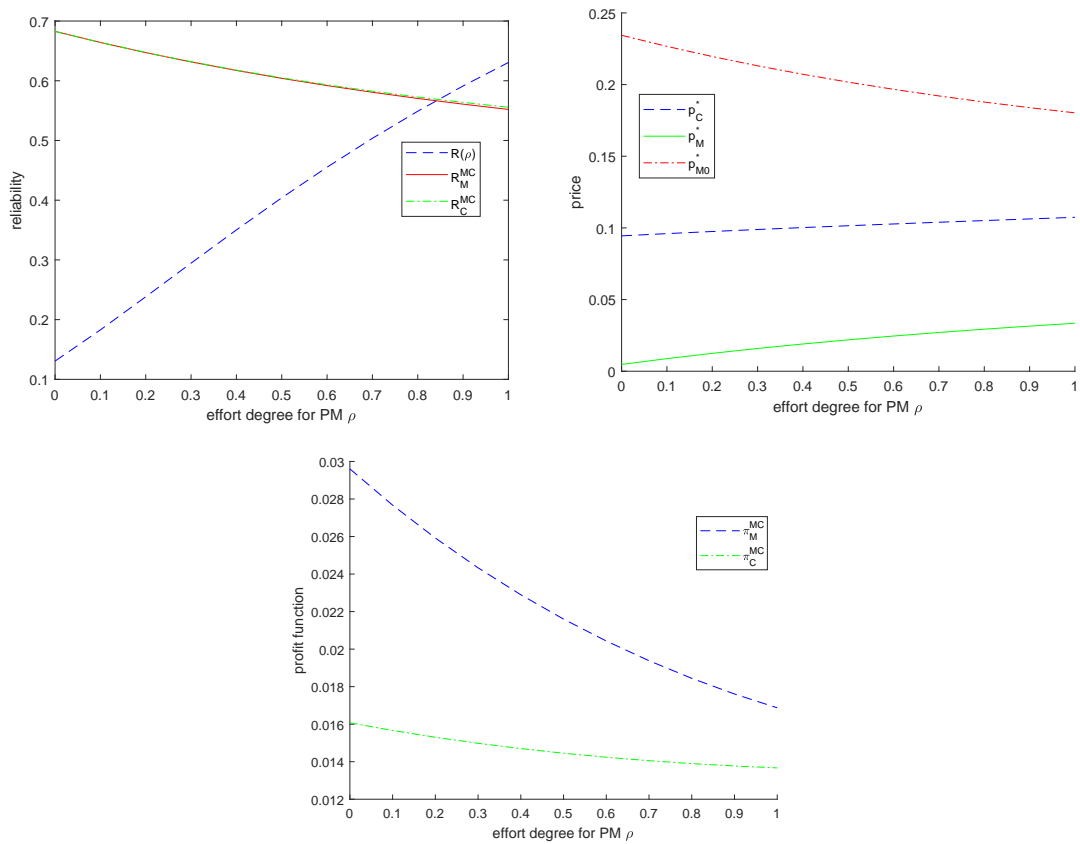 0.7
0.6
0.5
0.4
0.3
0.2
0.1
reliability
R(ρ)
R_M^MC
R_C^MC
0 0.1 0.2 0.3 0.4 0.5 0.6 0.7 0.8 0.9 1
effort degree for PM ρ
0.25
0.2
0.15
0.1
0.05
0
price
p_C^*
p_M^*
p_M0^*
0 0.1 0.2 0.3 0.4 0.5 0.6 0.7 0.8 0.9 1
effort degree for PM ρ
0.03
0.028
0.026
0.024
0.022
0.02
0.018
0.016
0.014
0.012
profit function
π_M^MC
π_C^MC
0 0.1 0.2 0.3 0.4 0.5 0.6 0.7 0.8 0.9 1
effort degree for PM ρ